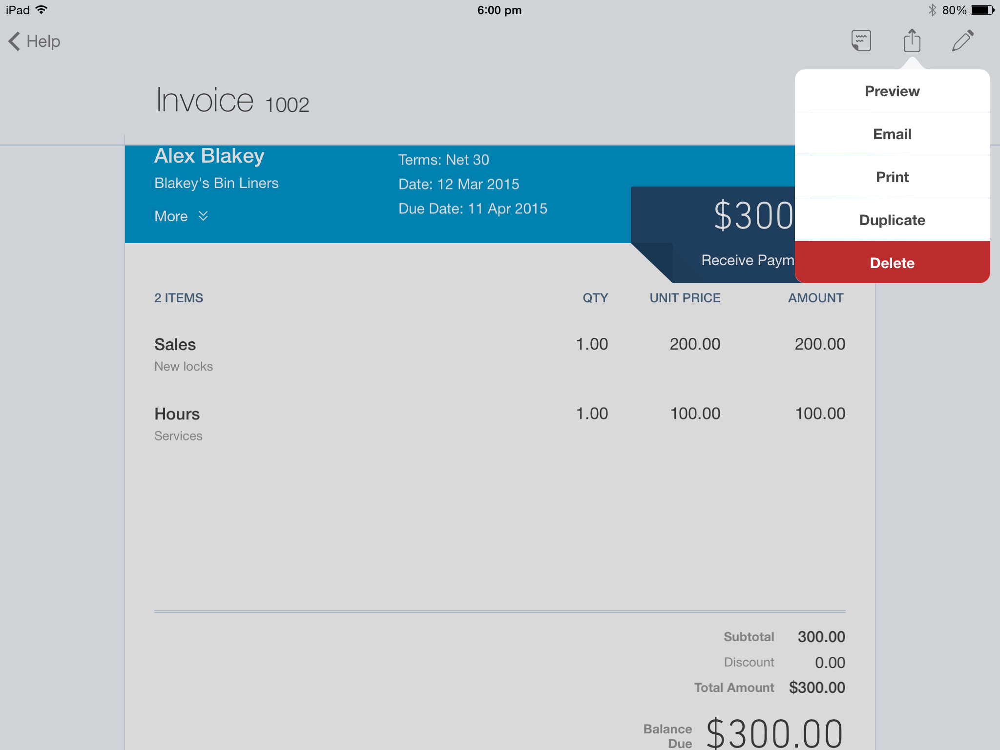 iPad 6:00 pm 80%
Help
Invoice 1002
Preview
Email
Print
Duplicate
Delete
Alex Blakey
Blakey's Bin Liners
More
Terms: Net 30
Date: 12 Mar 2015
Due Date: 11 Apr 2015
$300
Receive Paym
2 ITEMS QTY UNIT PRICE AMOUNT
Sales 1.00 200.00 200.00
New locks
Hours 1.00 100.00 100.00
Services
Subtotal 300.00
Discount 0.00
Total Amount $300.00
Balance Due $300.00